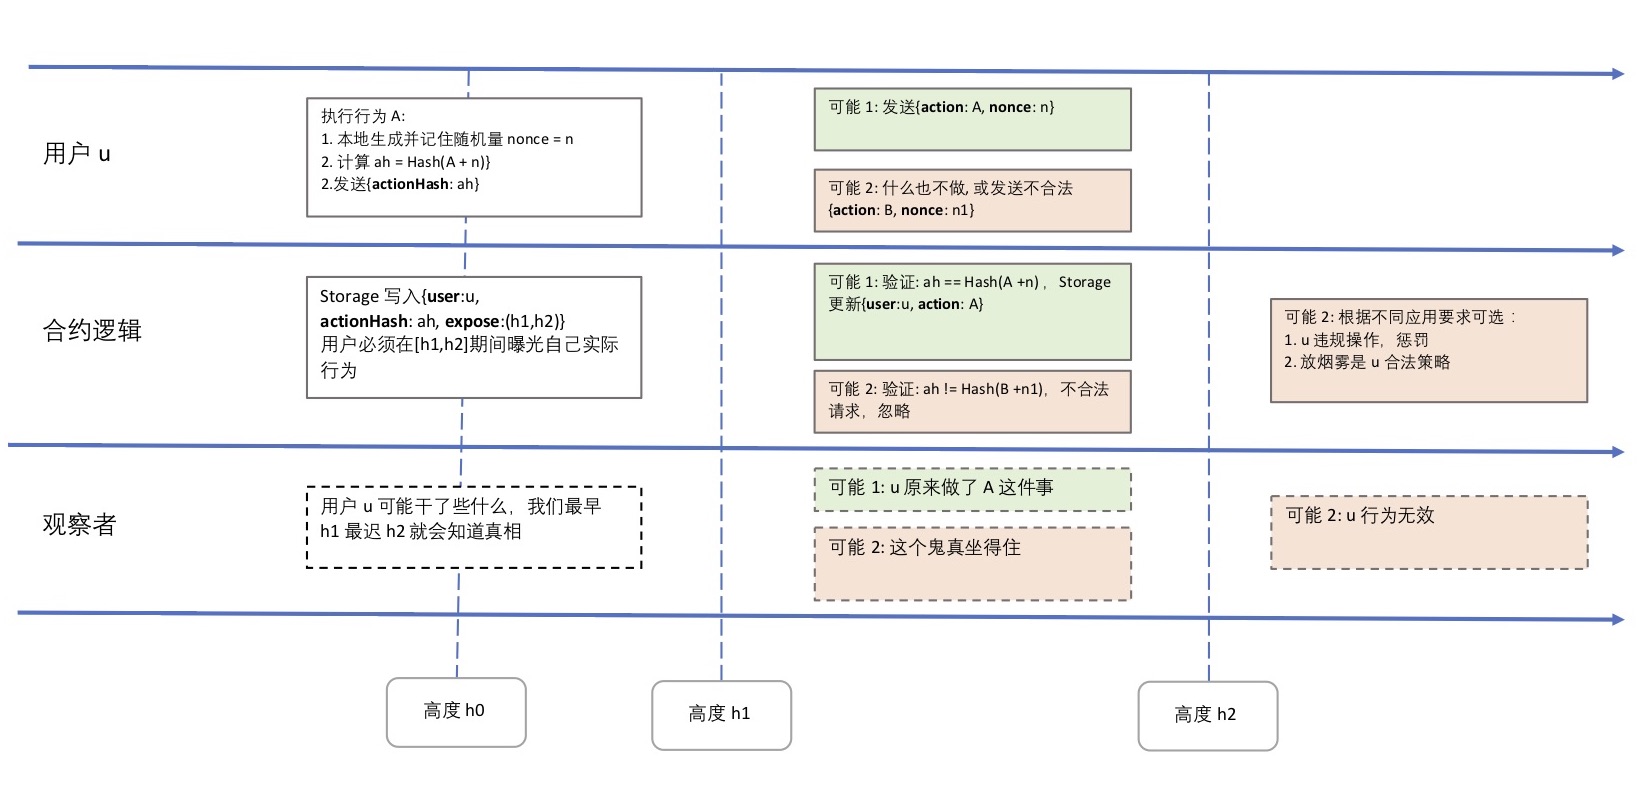 用户 u
执行行为 A:
1. 本地生成并记住随机量 nonce = n
2. 计算 ah = Hash(A + n)}
2.发送{actionHash: ah}
可能 1: 发送{action: A, nonce: n}
可能 2: 什么也不做, 或发送不合法
{action: B, nonce: n1}
合约逻辑
Storage 写入{user:u,
actionHash: ah, expose:(h1,h2)}
用户必须在[h1,h2]期间曝光自己实际
行为
可能 1: 验证: ah == Hash(A +n) ，Storage
更新{user:u, action: A}
可能 2: 验证: ah != Hash(B +n1)，不合法
请求，忽略
可能 2: 根据不同应用要求可选：
1. u 违规操作，惩罚
2. 放烟雾是 u 合法策略
观察者
用户 u 可能干了些什么，我们最早
h1 最迟 h2 就会知道真相
可能 1: u 原来做了 A 这件事
可能 2: 这个鬼真坐得住
可能 2: u 行为无效
高度 h0
高度 h1
高度 h2